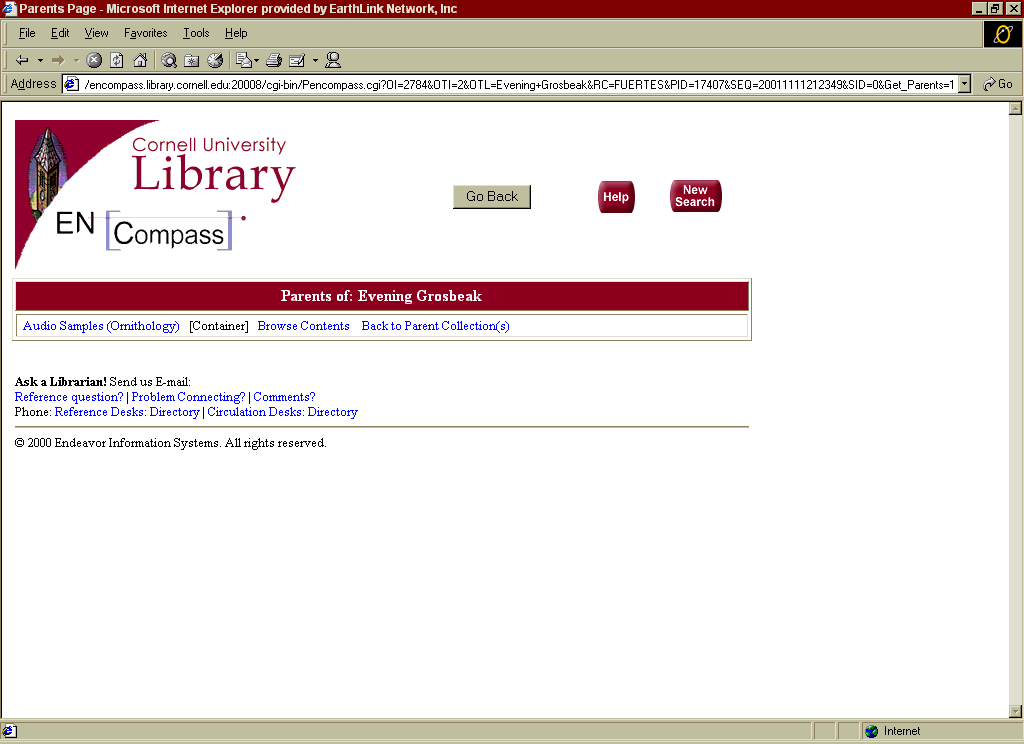 Parents Page - Microsoft Internet Explorer provided by EarthLink Network, Inc
File Edit View Favorites Tools Help
Address /encompass.library.cornell.edu:20008/cgi-bin/Pencompass.cgi?OI=2784&OTI=2&OTL=Evening+Grosbeak&RC=FUERTES&PID=17407&SEQ=20011111212349&SID=0&Get_Parents=1 Go
Cornell University
Library
EN [Compass]
Go Back
Help
New
Search
Parents of: Evening Grosbeak
Audio Samples (Ornithology) [Container] Browse Contents Back to Parent Collection(s)
Ask a Librarian! Send us E-mail:
Reference question? | Problem Connecting? | Comments?
Phone: Reference Desks: Directory | Circulation Desks: Directory
© 2000 Endeavor Information Systems. All rights reserved.
Internet